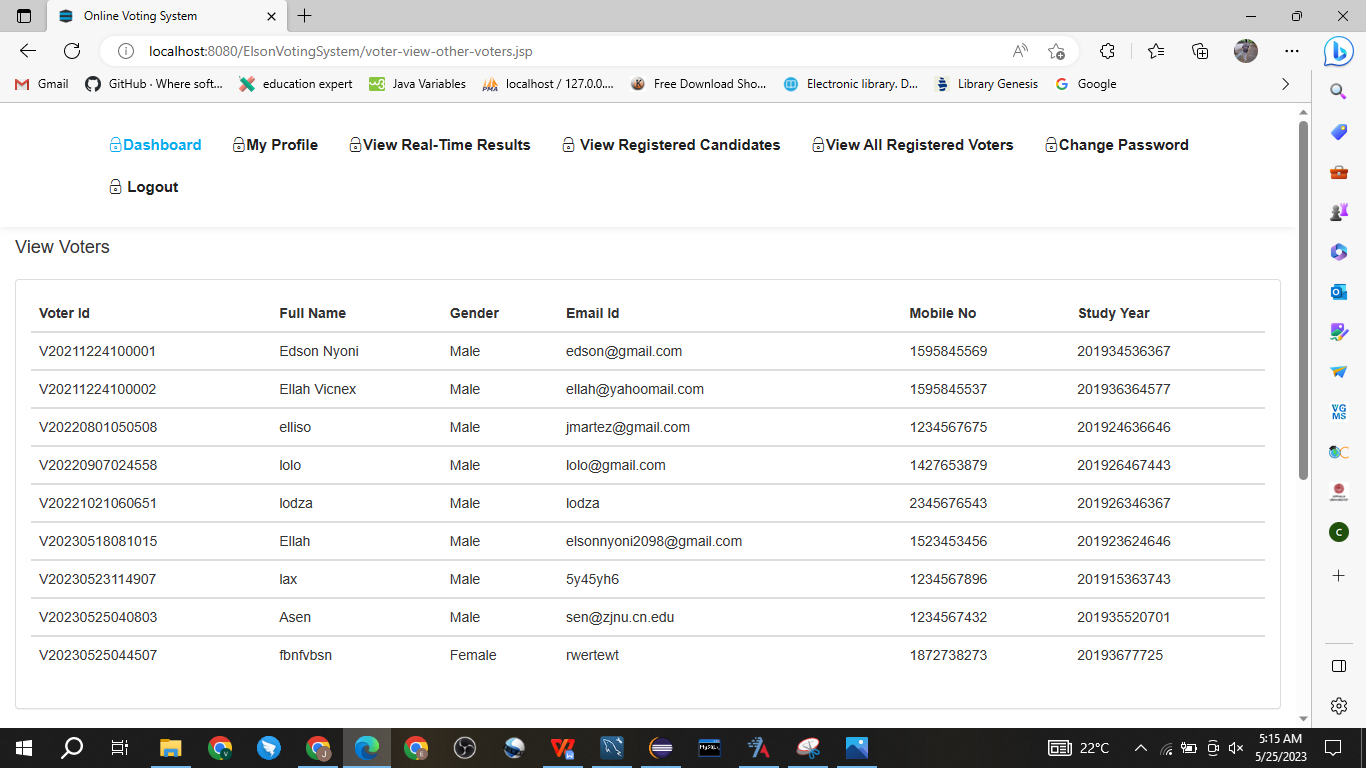 Online Voting System
localhost:8080/ElsonVotingSystem/voter-view-other-voters.jsp
Gmail GitHub · Where soft... education expert Java Variables localhost / 127.0.0.... Free Download Sho... Electronic library. D... Library Genesis Google
Dashboard My Profile View Real-Time Results View Registered Candidates View All Registered Voters Change Password
Logout
View Voters
Voter Id Full Name Gender Email Id Mobile No Study Year
V20211224100001 Edson Nyoni Male edson@gmail.com 1595845569 201934536367
V20211224100002 Ellah Vicnex Male ellah@yahoomail.com 1595845537 201936364577
V20220801050508 elliso Male jmartez@gmail.com 1234567675 201924636646
V20220907024558 lolo Male lolo@gmail.com 1427653879 201926467443
V20221021060651 lodza Male lodza 2345676543 201926346367
V20230518081015 Ellah Male elsonnyoni2098@gmail.com 1523453456 201923624646
V20230523114907 lax Male 5y45yh6 1234567896 201915363743
V20230525040803 Asen Male sen@zjnu.cn.edu 1234567432 201935520701
V20230525044507 fbnfvbsn Female rwertewt 1872738273 20193677725
VG
MS
C
22°C
5:15 AM
5/25/2023